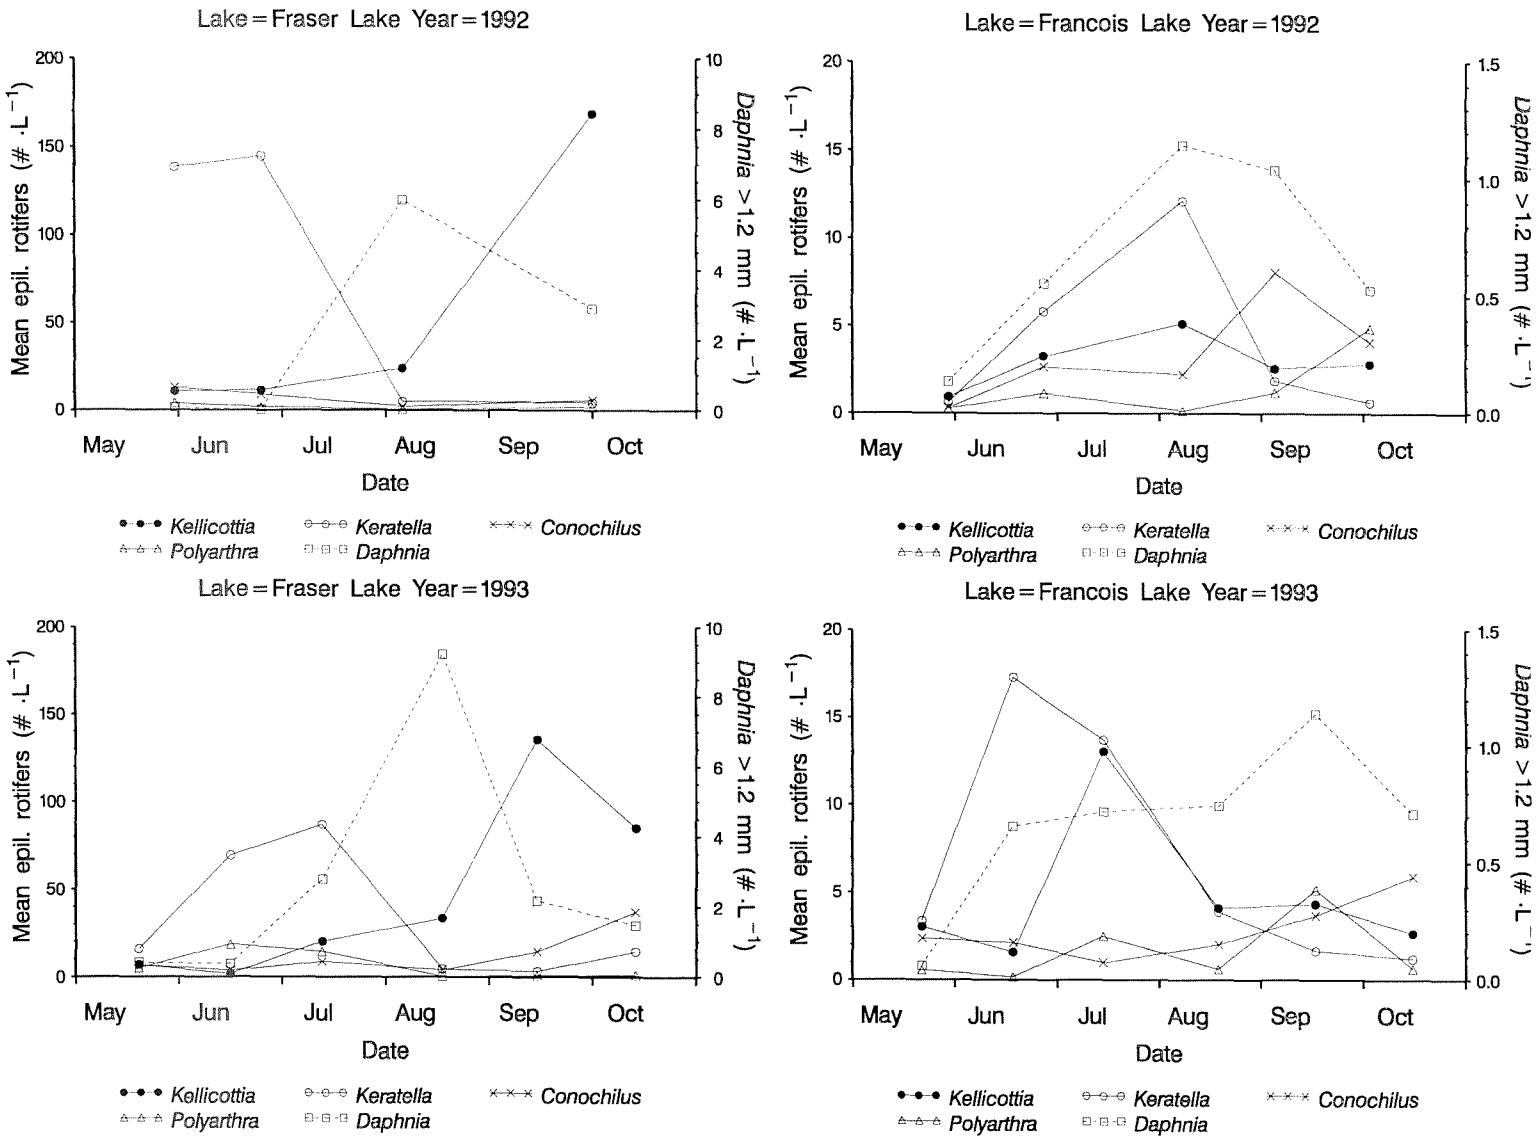 Lake=Fraser Lake Year=1992
Mean epil. rotifers (# ·L⁻¹)
200
150
100
50
0
10
8
6
4
2
0
Daphnia >1.2 mm (# ·L⁻¹)
May Jun Jul Aug Sep Oct
Date
Kellicottia Keratella Conochilus
Polyarthra Daphnia
Lake=Francois Lake Year=1992
Mean epil. rotifers (# ·L⁻¹)
20
15
10
5
0
1.5
1.0
0.5
0.0
Daphnia >1.2 mm (# ·L⁻¹)
May Jun Jul Aug Sep Oct
Date
Kellicottia Keratella Conochilus
Polyarthra Daphnia
Lake=Fraser Lake Year=1993
Mean epil. rotifers (# ·L⁻¹)
200
150
100
50
0
10
8
6
4
2
0
Daphnia >1.2 mm (# ·L⁻¹)
May Jun Jul Aug Sep Oct
Date
Kellicottia Keratella Conochilus
Polyarthra Daphnia
Lake=Francois Lake Year=1993
Mean epil. rotifers (# ·L⁻¹)
20
15
10
5
0
1.5
1.0
0.5
0.0
Daphnia >1.2 mm (# ·L⁻¹)
May Jun Jul Aug Sep Oct
Date
Kellicottia Keratella Conochilus
Polyarthra Daphnia